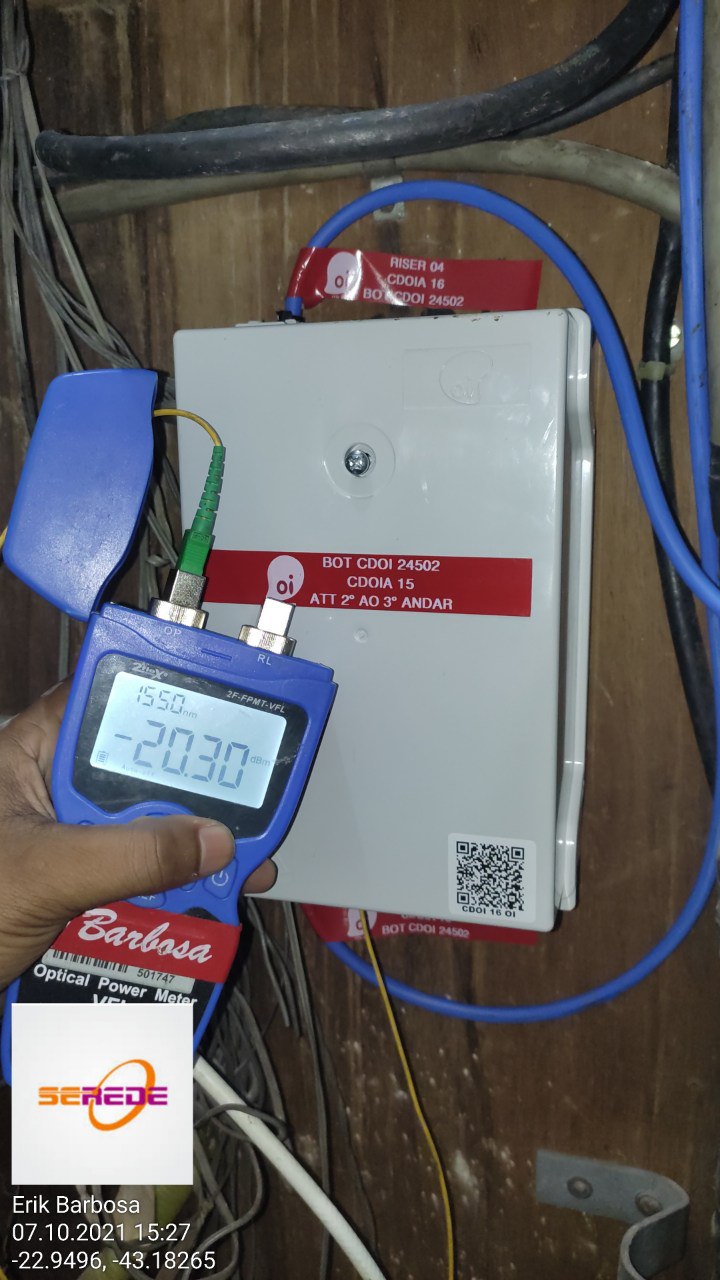 oi
RISER 04
CDOIA 16
BOT CDOI 24502
oi
oi
BOT CDOI 24502
CDOIA 15
ATT 2° AO 3° ANDAR
OP
RL
2F-FPMT-VFL
1550nm
-20.30 dBm
CDOI 16 OI
BOT CDOI 24502
Barbosa
501747
Optical Power Meter
SEREDE
Erik Barbosa
07.10.2021 15:27
-22.9496, -43.18265